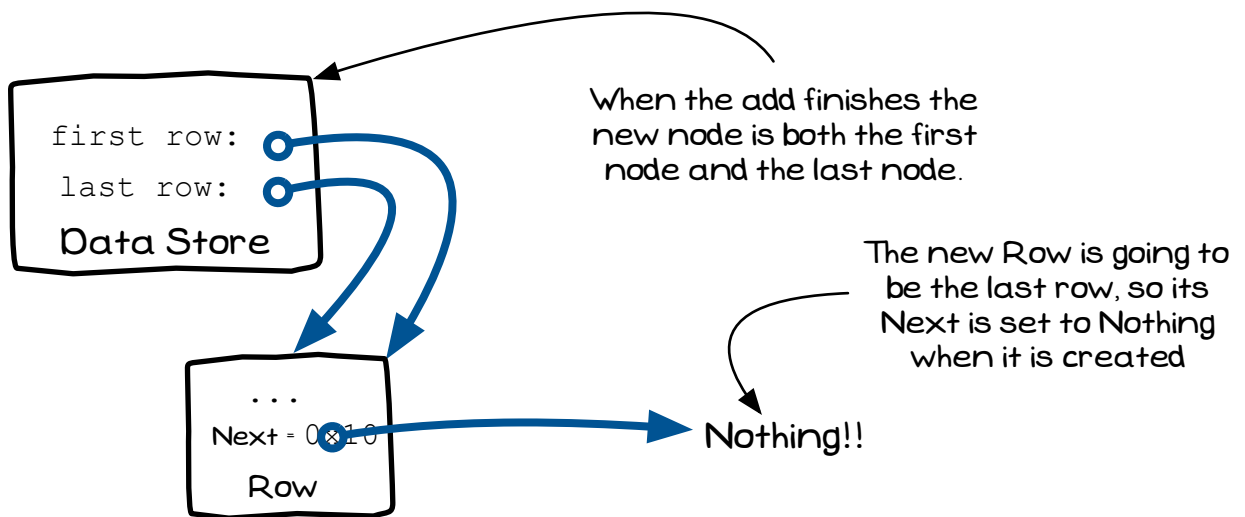 When the add finishes the
new node is both the first
node and the last node.
first row:
last row:
Data Store
The new Row is going to
be the last row, so its
Next is set to Nothing
when it is created
...
Next = 0x10
Row
Nothing!!